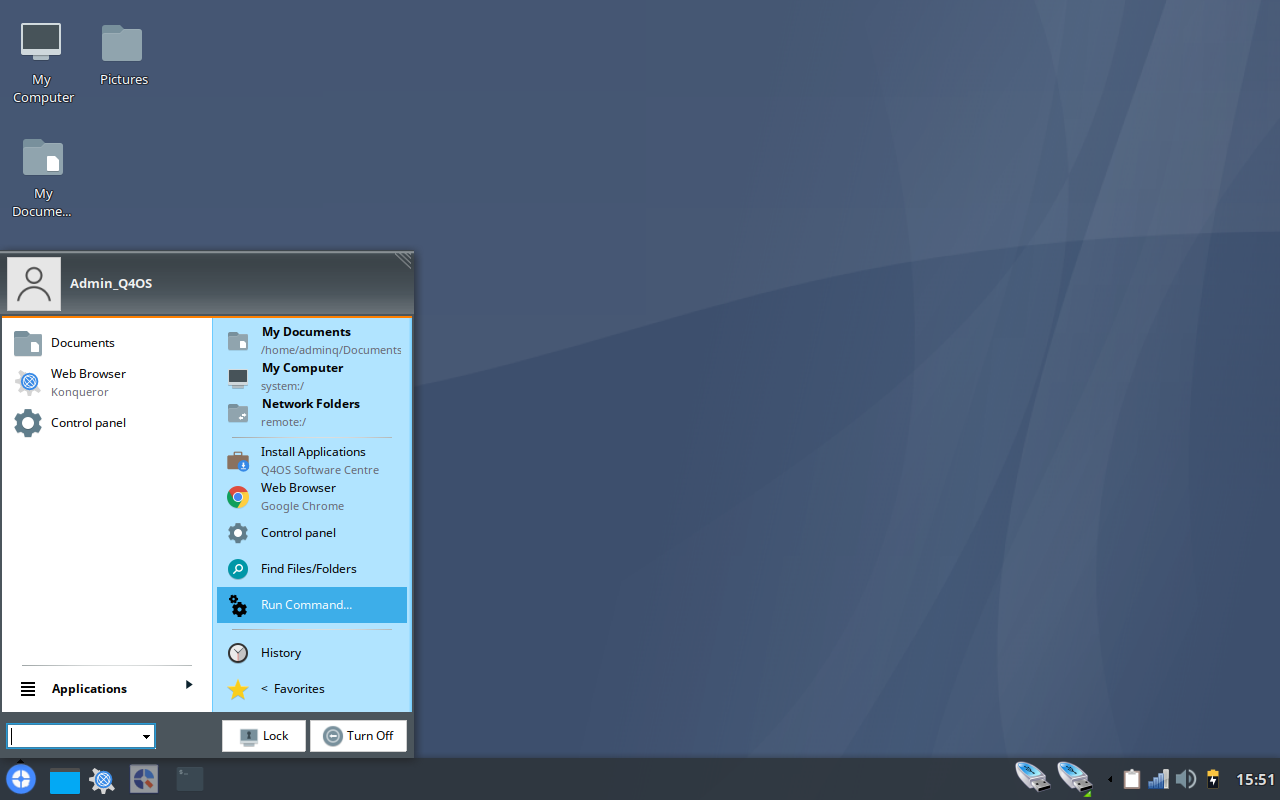 My
Computer
Pictures
My
Docume...
Admin_Q4OS
Documents
Web Browser
Konqueror
Control panel
Applications
My Documents
/home/adminq/Documents
My Computer
system:/
Network Folders
remote:/
Install Applications
Q4OS Software Centre
Web Browser
Google Chrome
Control panel
Find Files/Folders
Run Command...
History
< Favorites
Lock
Turn Off
15:51